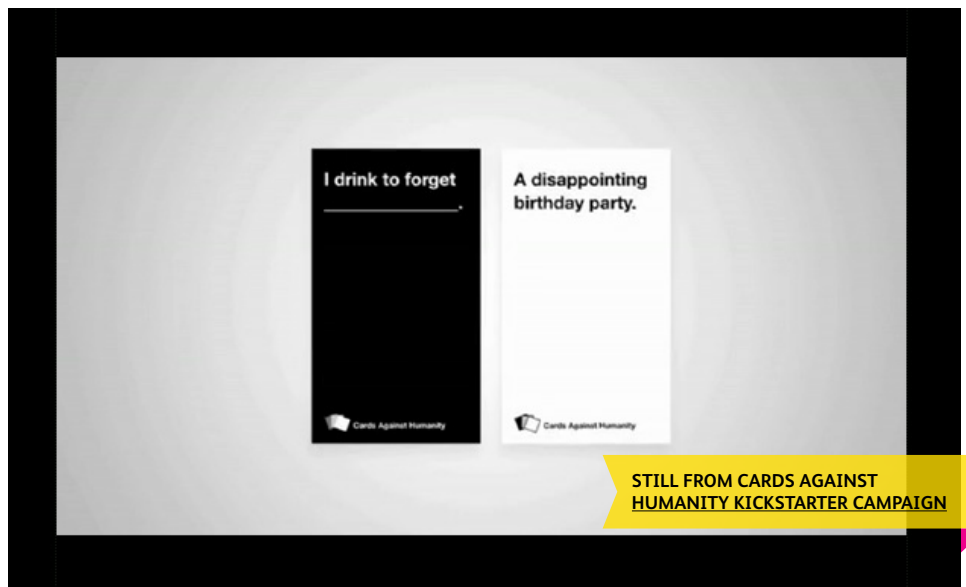 I drink to forget
____________.
Cards Against Humanity
A disappointing
birthday party.
Cards Against Humanity
STILL FROM CARDS AGAINST
HUMANITY KICKSTARTER CAMPAIGN